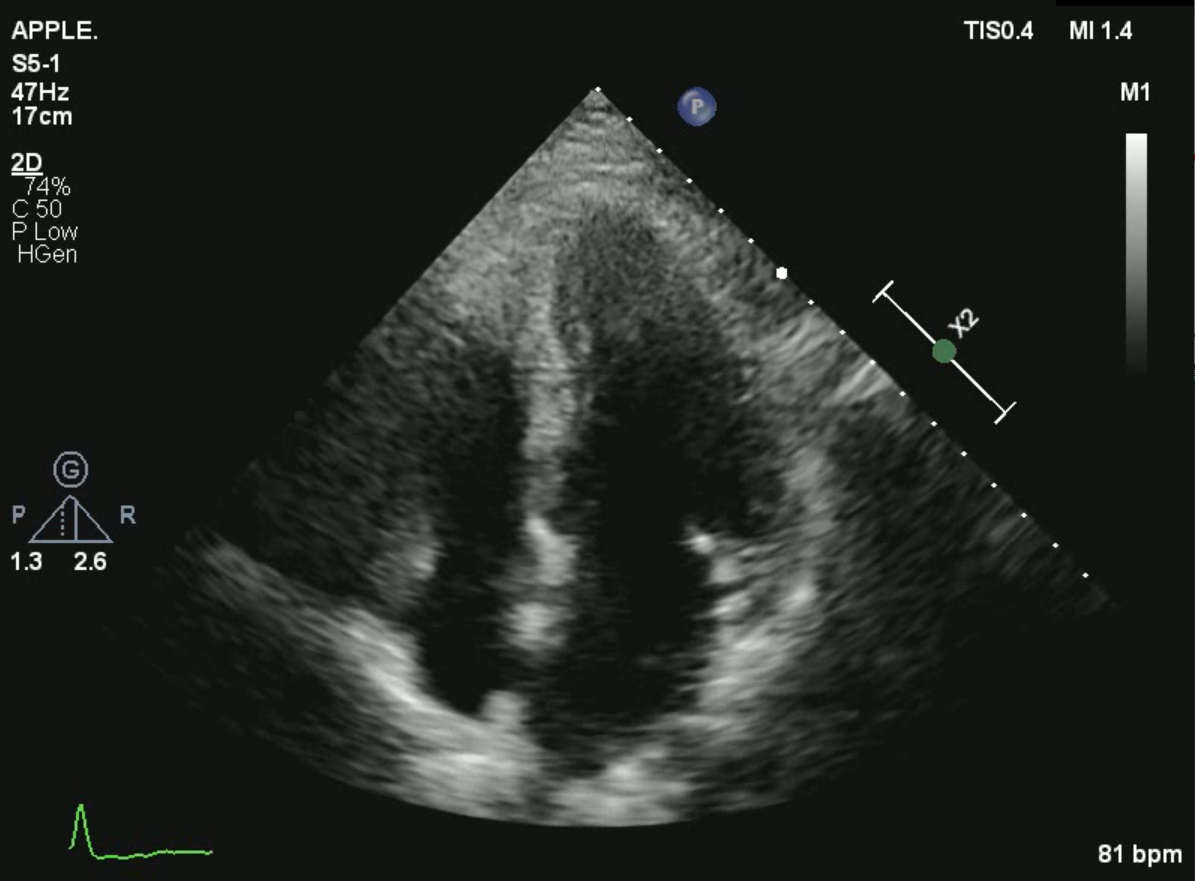 APPLE.
S5-1
47Hz
17cm
2D
74%
C 50
P Low
HGen
TIS0.4 MI 1.4
M1
P
X2
G
P R
1.3 2.6
81 bpm